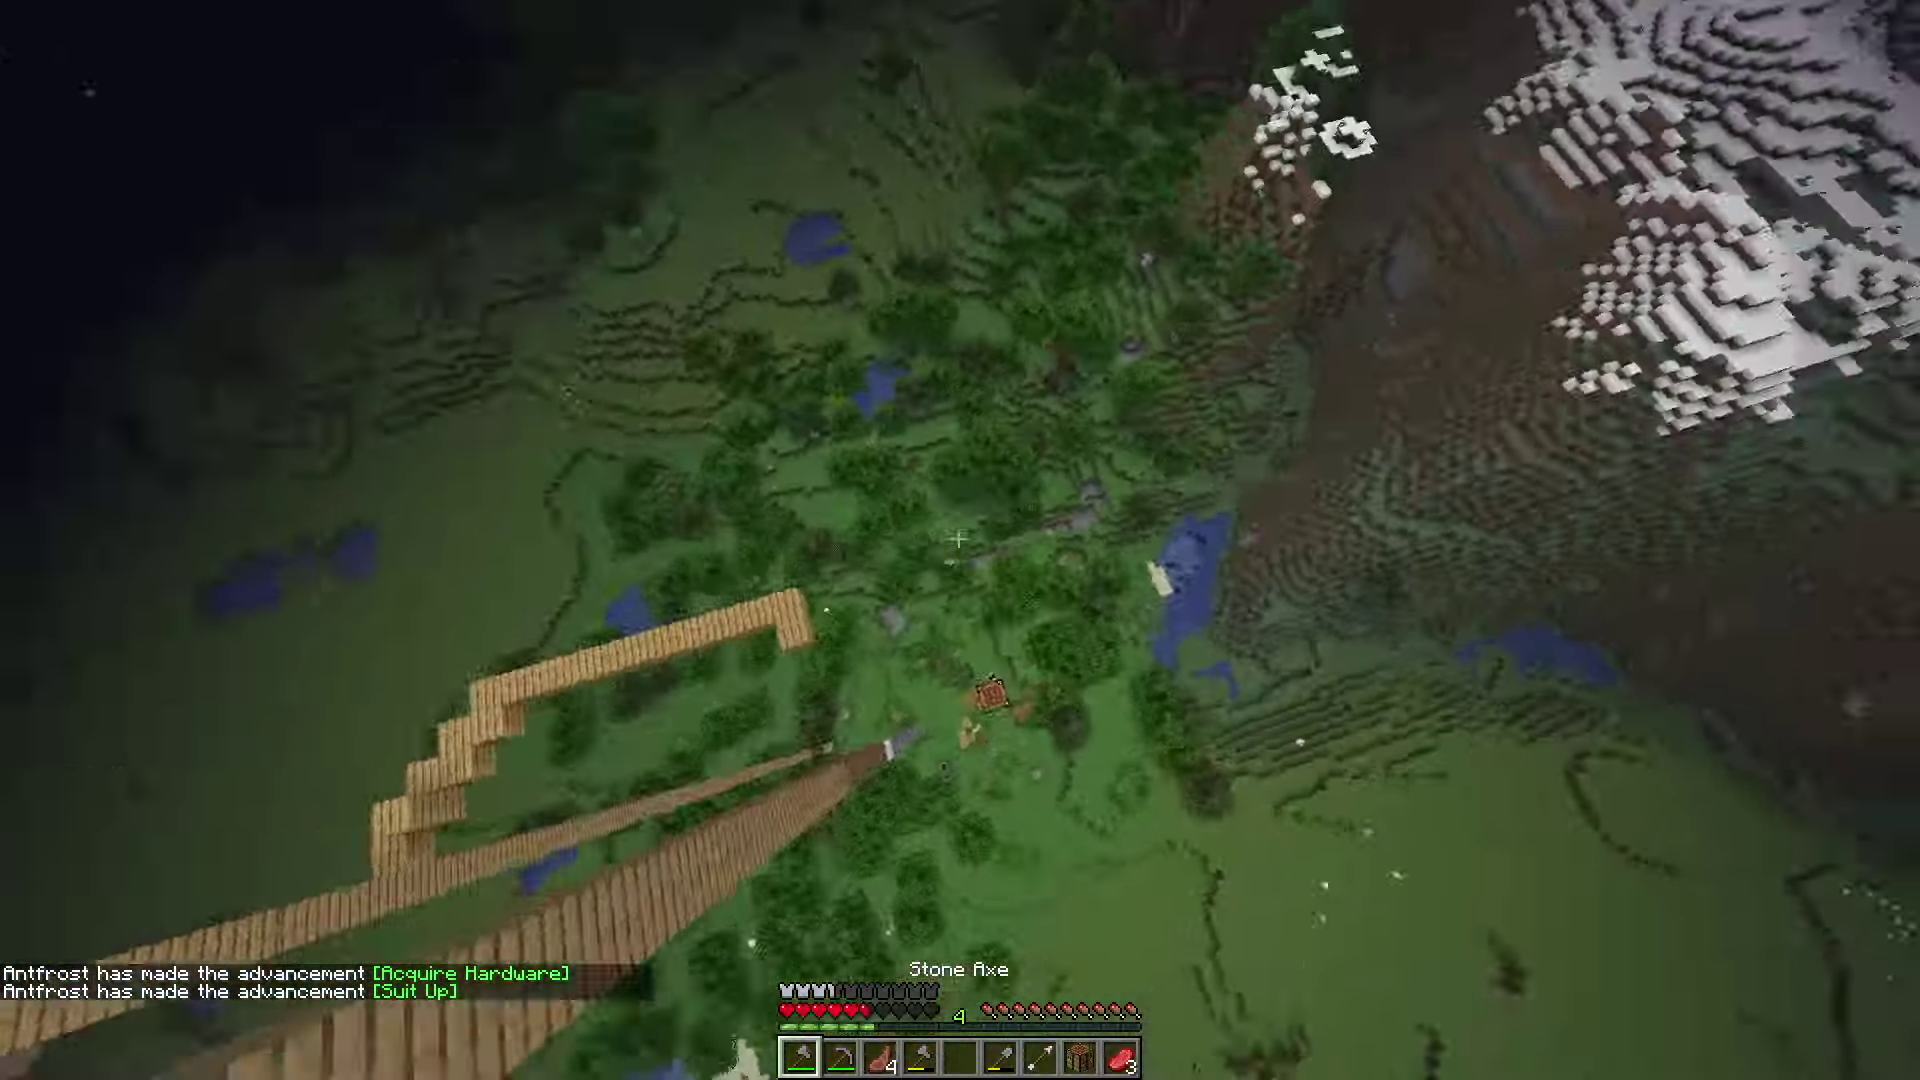 Antfrost has made the advancement [Acquire Hardware]
Antfrost has made the advancement [Suit Up]
Stone Axe
4
4
3